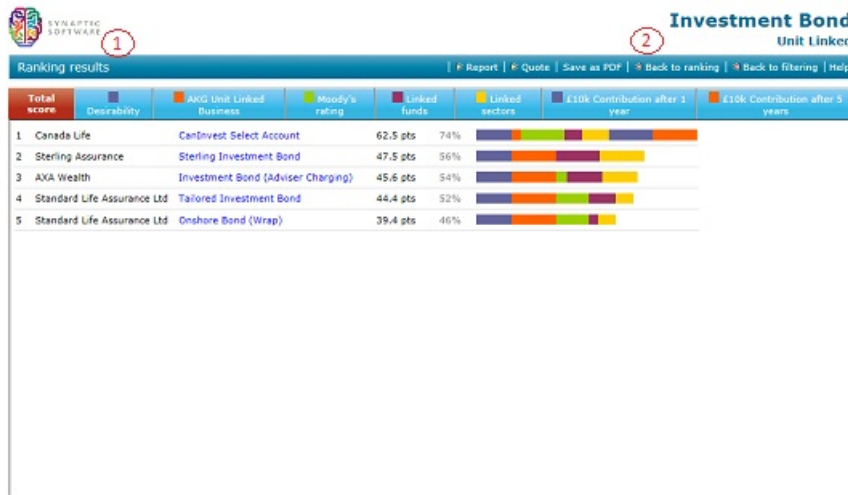 SYNAPTIC
SOFTWARE
1
2
Investment Bond
Unit Linked
Ranking results | Report | Quote | Save as PDF | Back to ranking | Back to filtering | Help
Total score Desirability AKG Unit Linked Business Moody's rating Linked funds Linked sectors £10k Contribution after 1 year £10k Contribution after 5 years
1 Canada Life CanInvest Select Account 62.5 pts 74%
2 Sterling Assurance Sterling Investment Bond 47.5 pts 56%
3 AXA Wealth Investment Bond (Adviser Charging) 45.6 pts 54%
4 Standard Life Assurance Ltd Tailored Investment Bond 44.4 pts 52%
5 Standard Life Assurance Ltd Onshore Bond (Wrap) 39.4 pts 46%